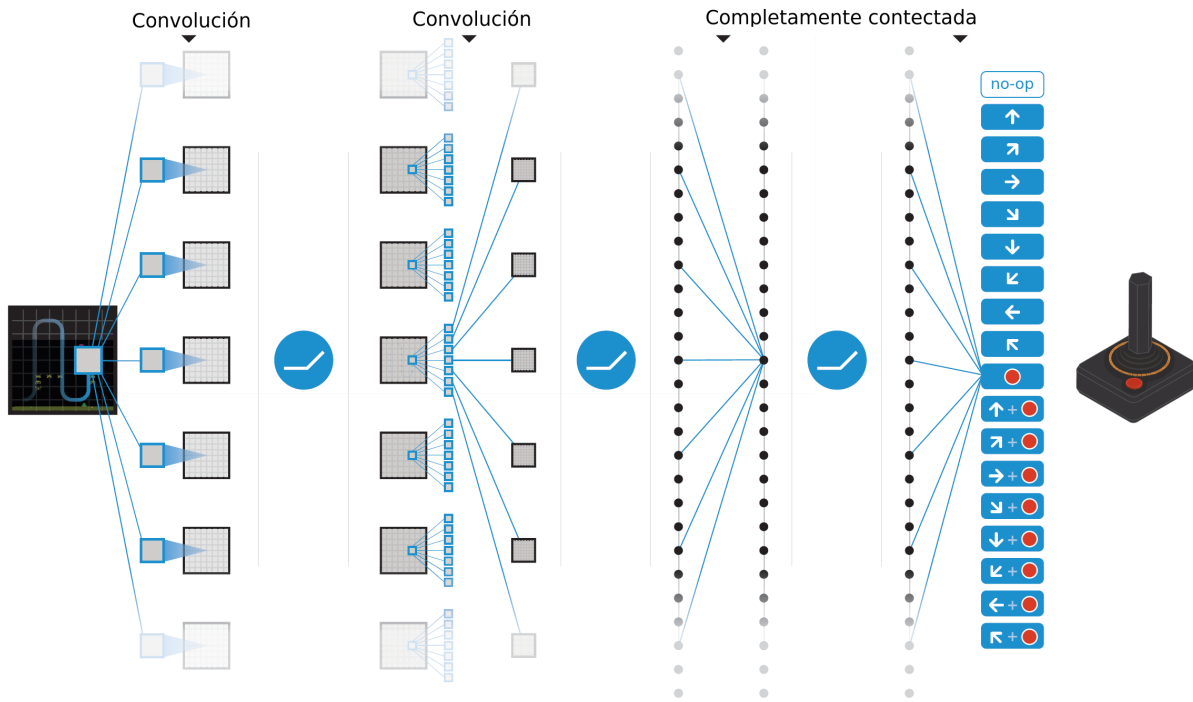 Convolución
Convolución
Completamente contectada
no-op
+
+
+
+
+
+
+
+